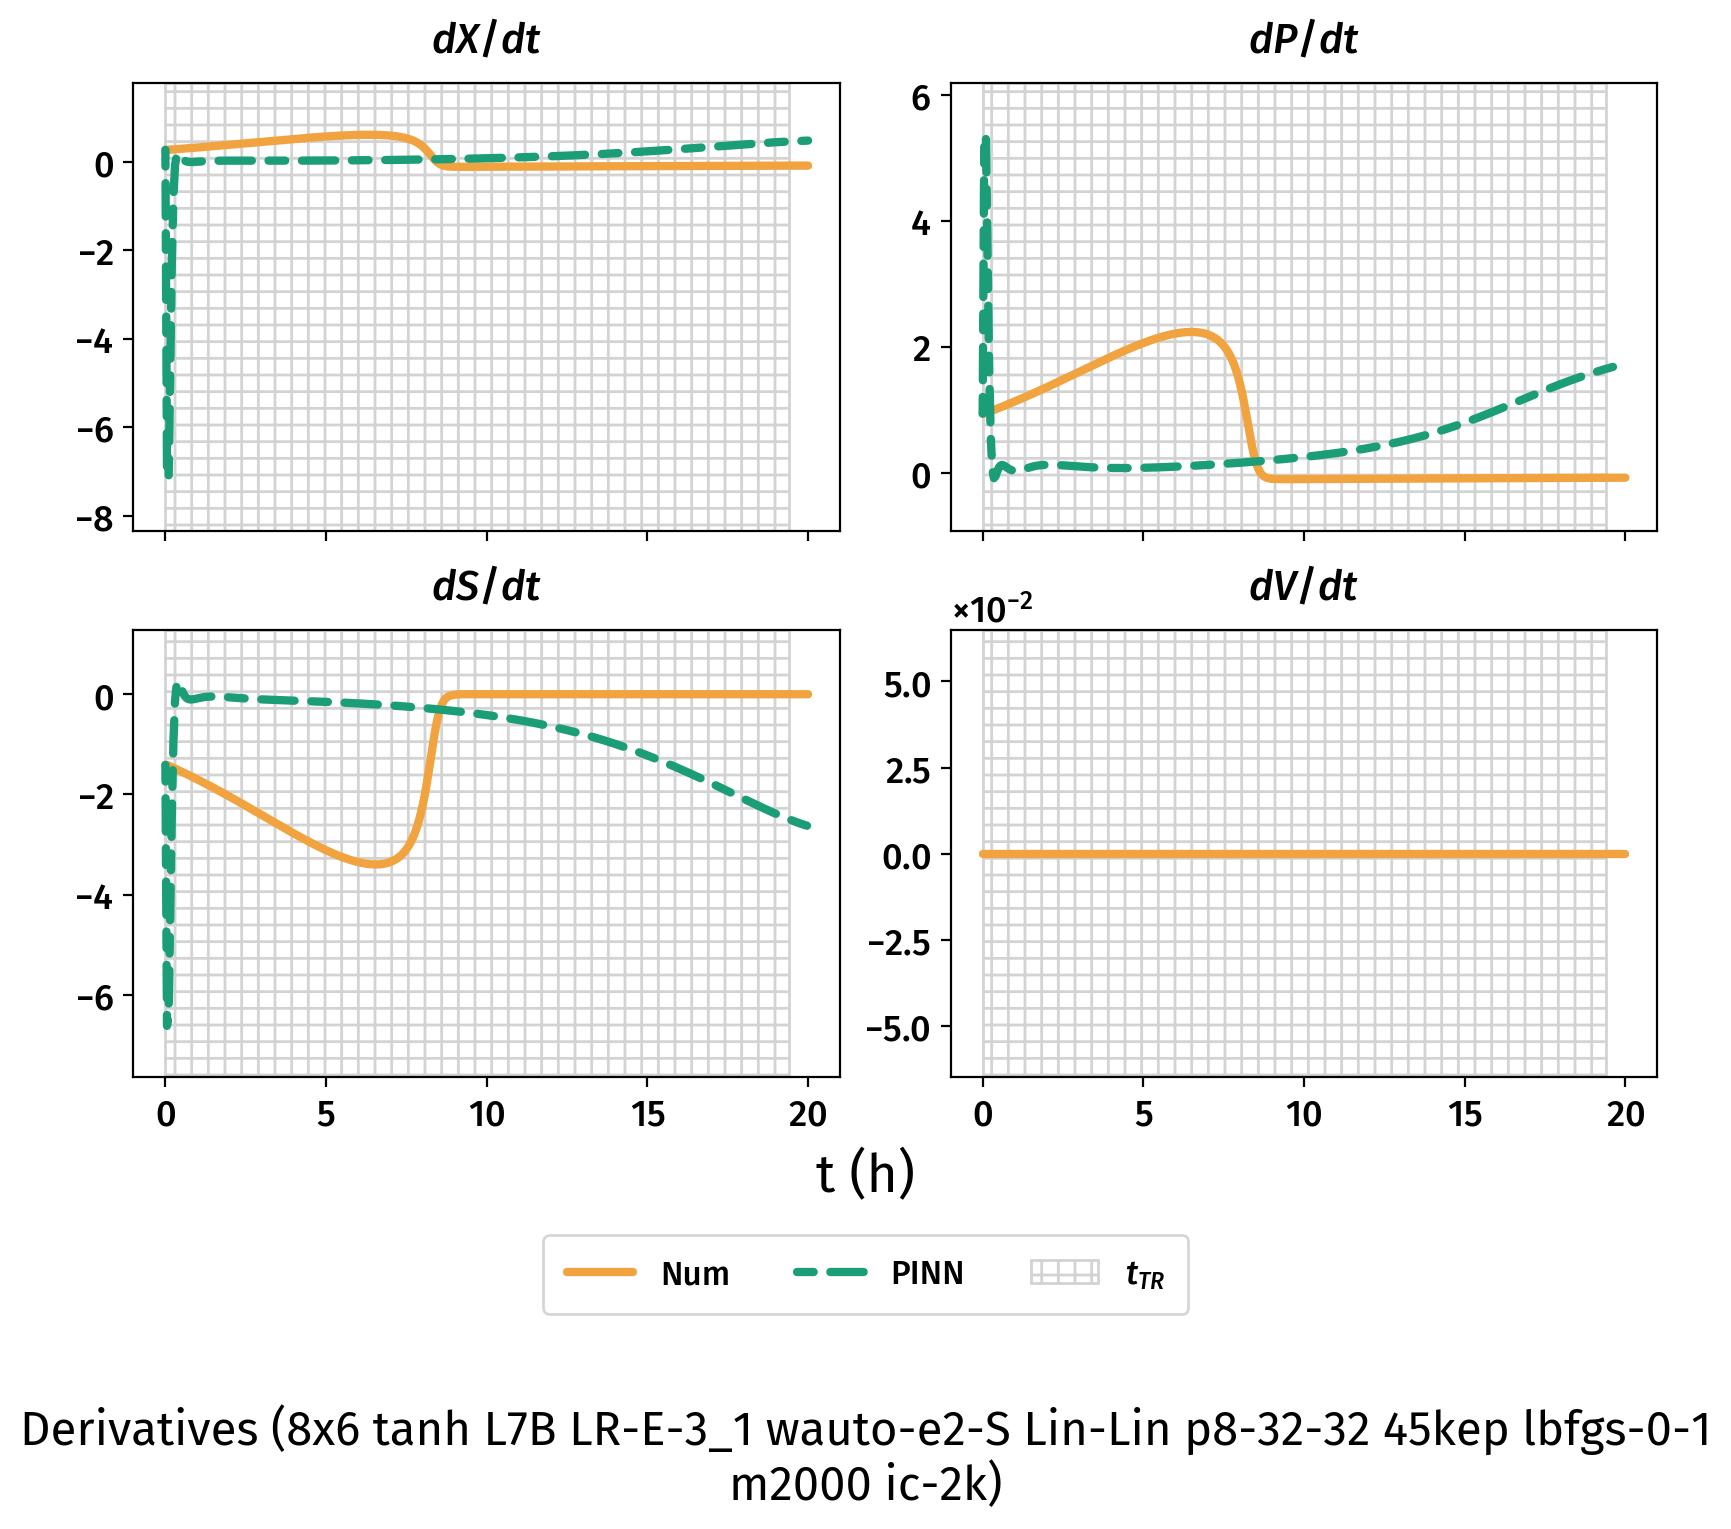 dX/dt
dP/dt
0
−2
−4
−6
−8
6
4
2
0
dS/dt
dV/dt
×10⁻²
0
−2
−4
−6
5.0
2.5
0.0
−2.5
−5.0
0 5 10 15 20
0 5 10 15 20
t (h)
Num PINN t_TR
Derivatives (8x6 tanh L7B LR-E-3_1 wauto-e2-S Lin-Lin p8-32-32 45kep lbfgs-0-1
m2000 ic-2k)